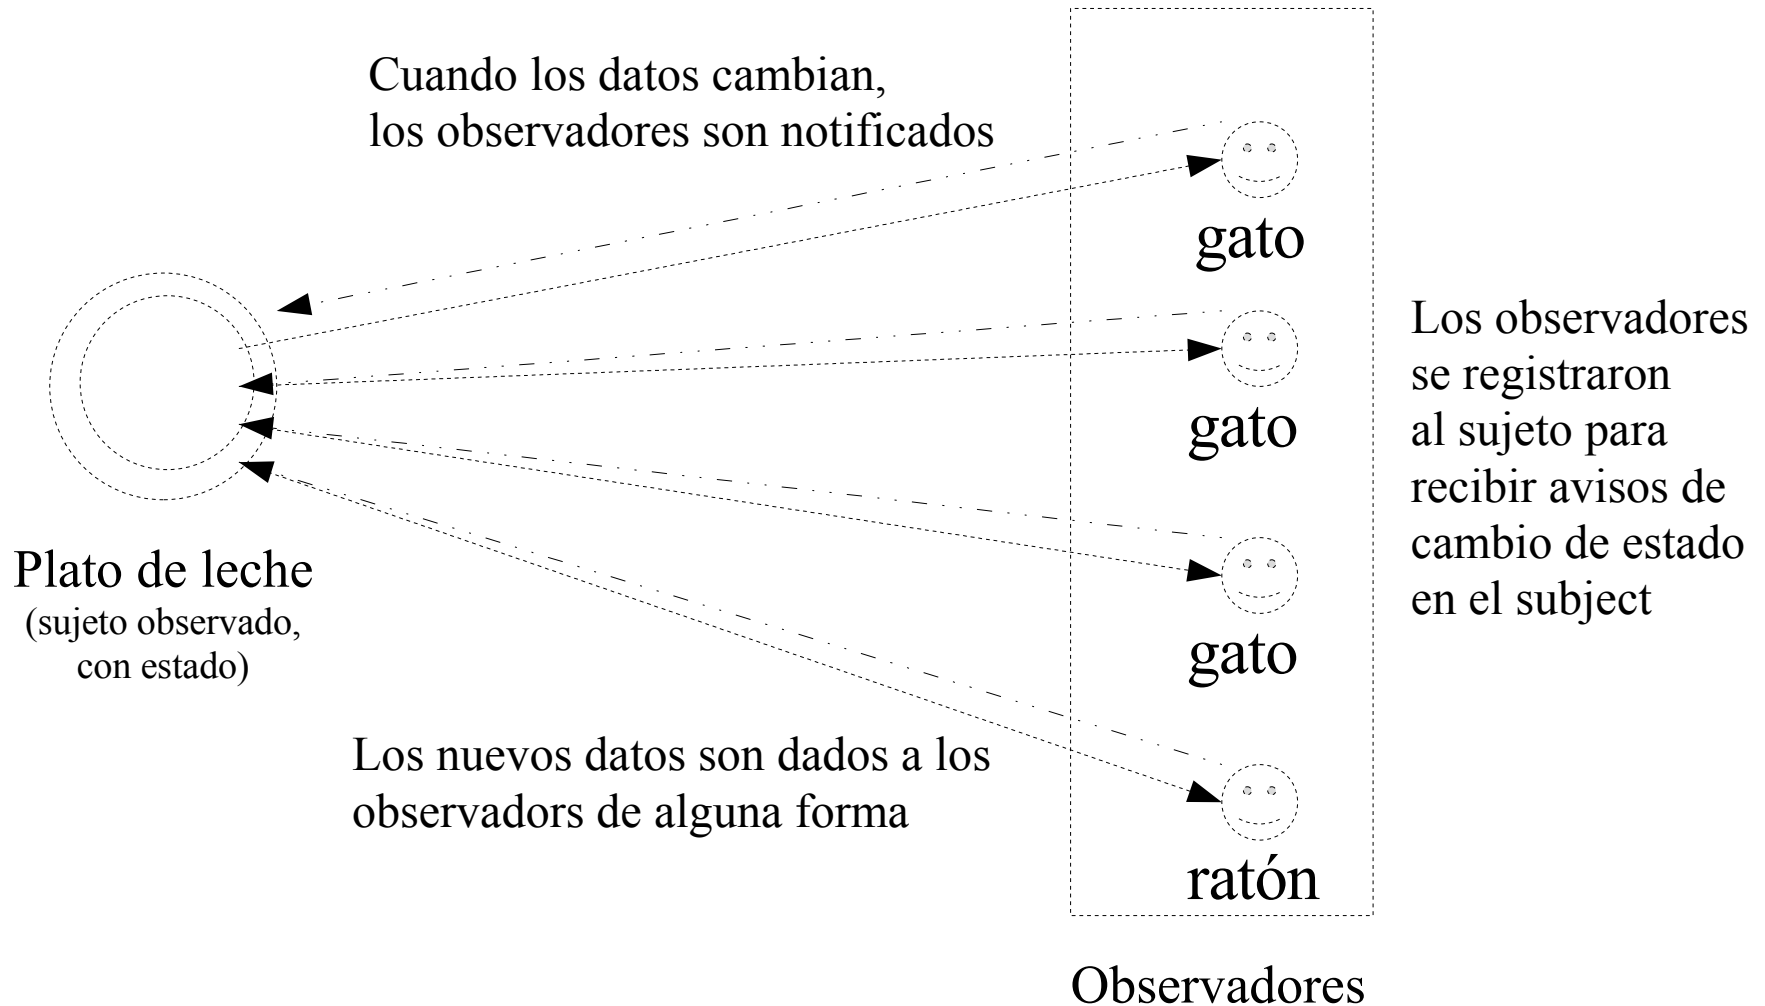 Cuando los datos cambian,
los observadores son notificados
gato
gato
gato
ratón
Observadores
Los observadores
se registraron
al sujeto para
recibir avisos de
cambio de estado
en el subject
Plato de leche
(sujeto observado,
con estado)
Los nuevos datos son dados a los
observadors de alguna forma